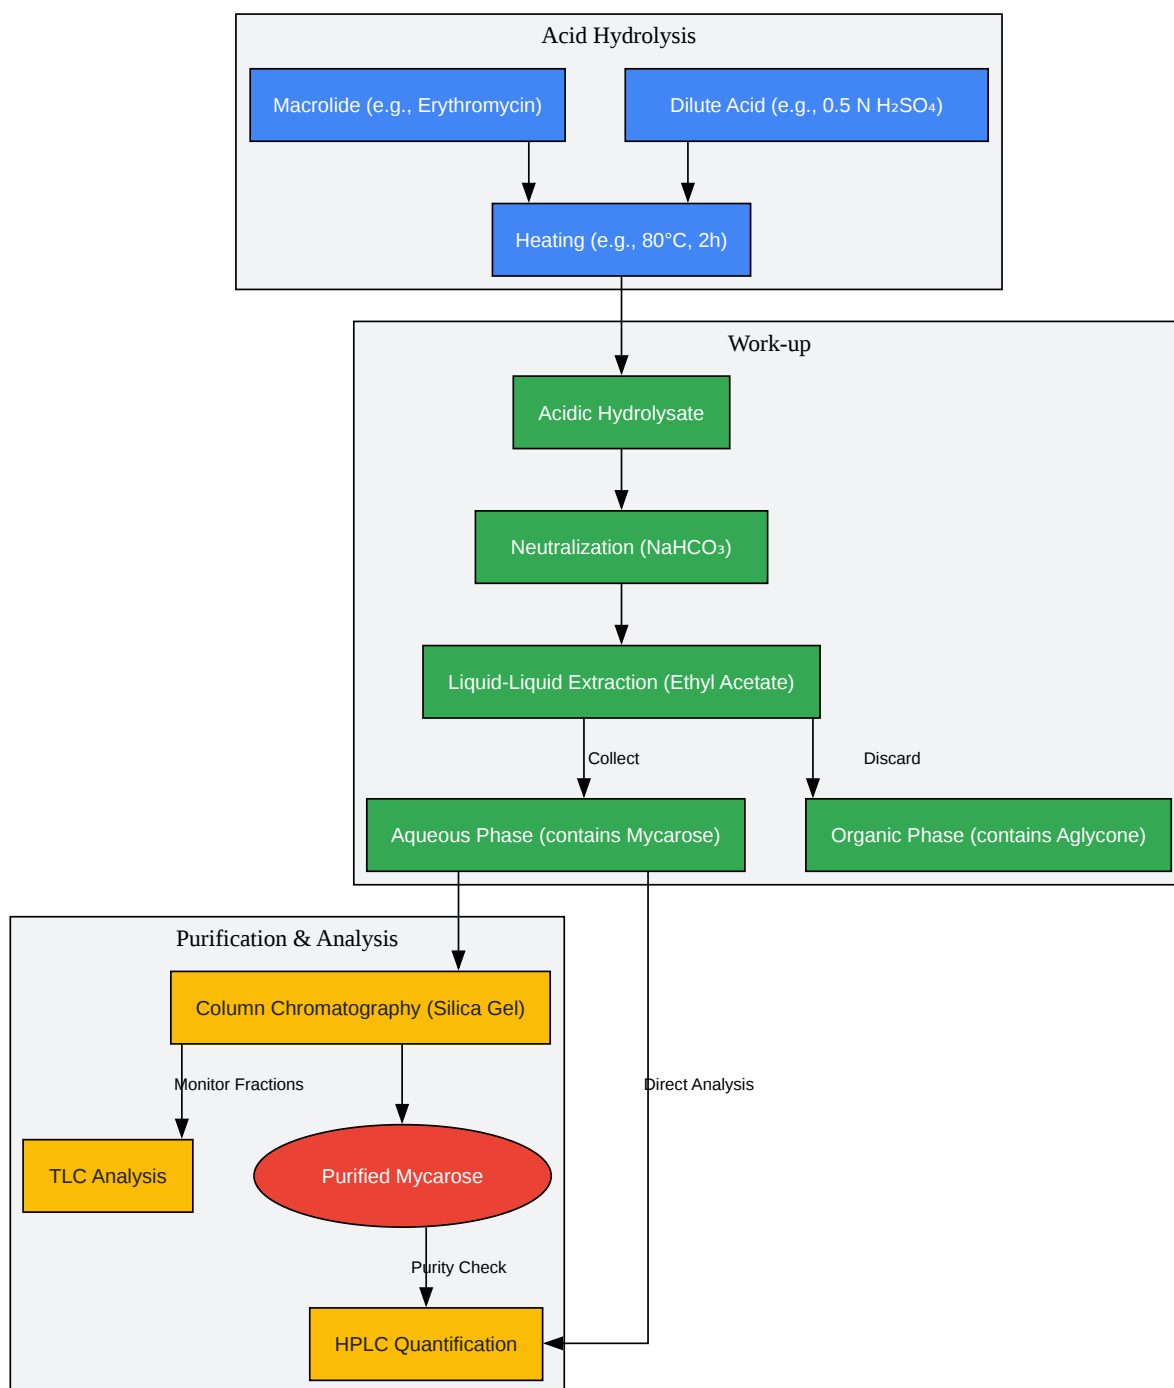 Acid Hydrolysis
Macrolide (e.g., Erythromycin)
Dilute Acid (e.g., 0.5 N H₂SO₄)
Heating (e.g., 80°C, 2h)
Work-up
Acidic Hydrolysate
Neutralization (NaHCO₃)
Liquid-Liquid Extraction (Ethyl Acetate)
Collect
Discard
Aqueous Phase (contains Mycarose)
Organic Phase (contains Aglycone)
Purification & Analysis
Column Chromatography (Silica Gel)
Monitor Fractions
Direct Analysis
TLC Analysis
Purified Mycarose
Purity Check
HPLC Quantification